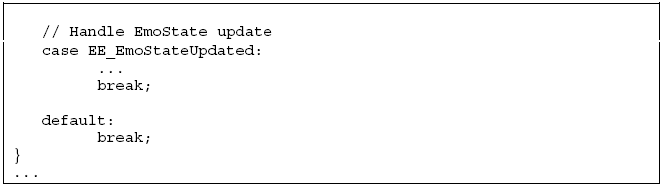 // Handle EmoState update
case EE_EmoStateUpdated:
...
break;
default:
break;
}
...